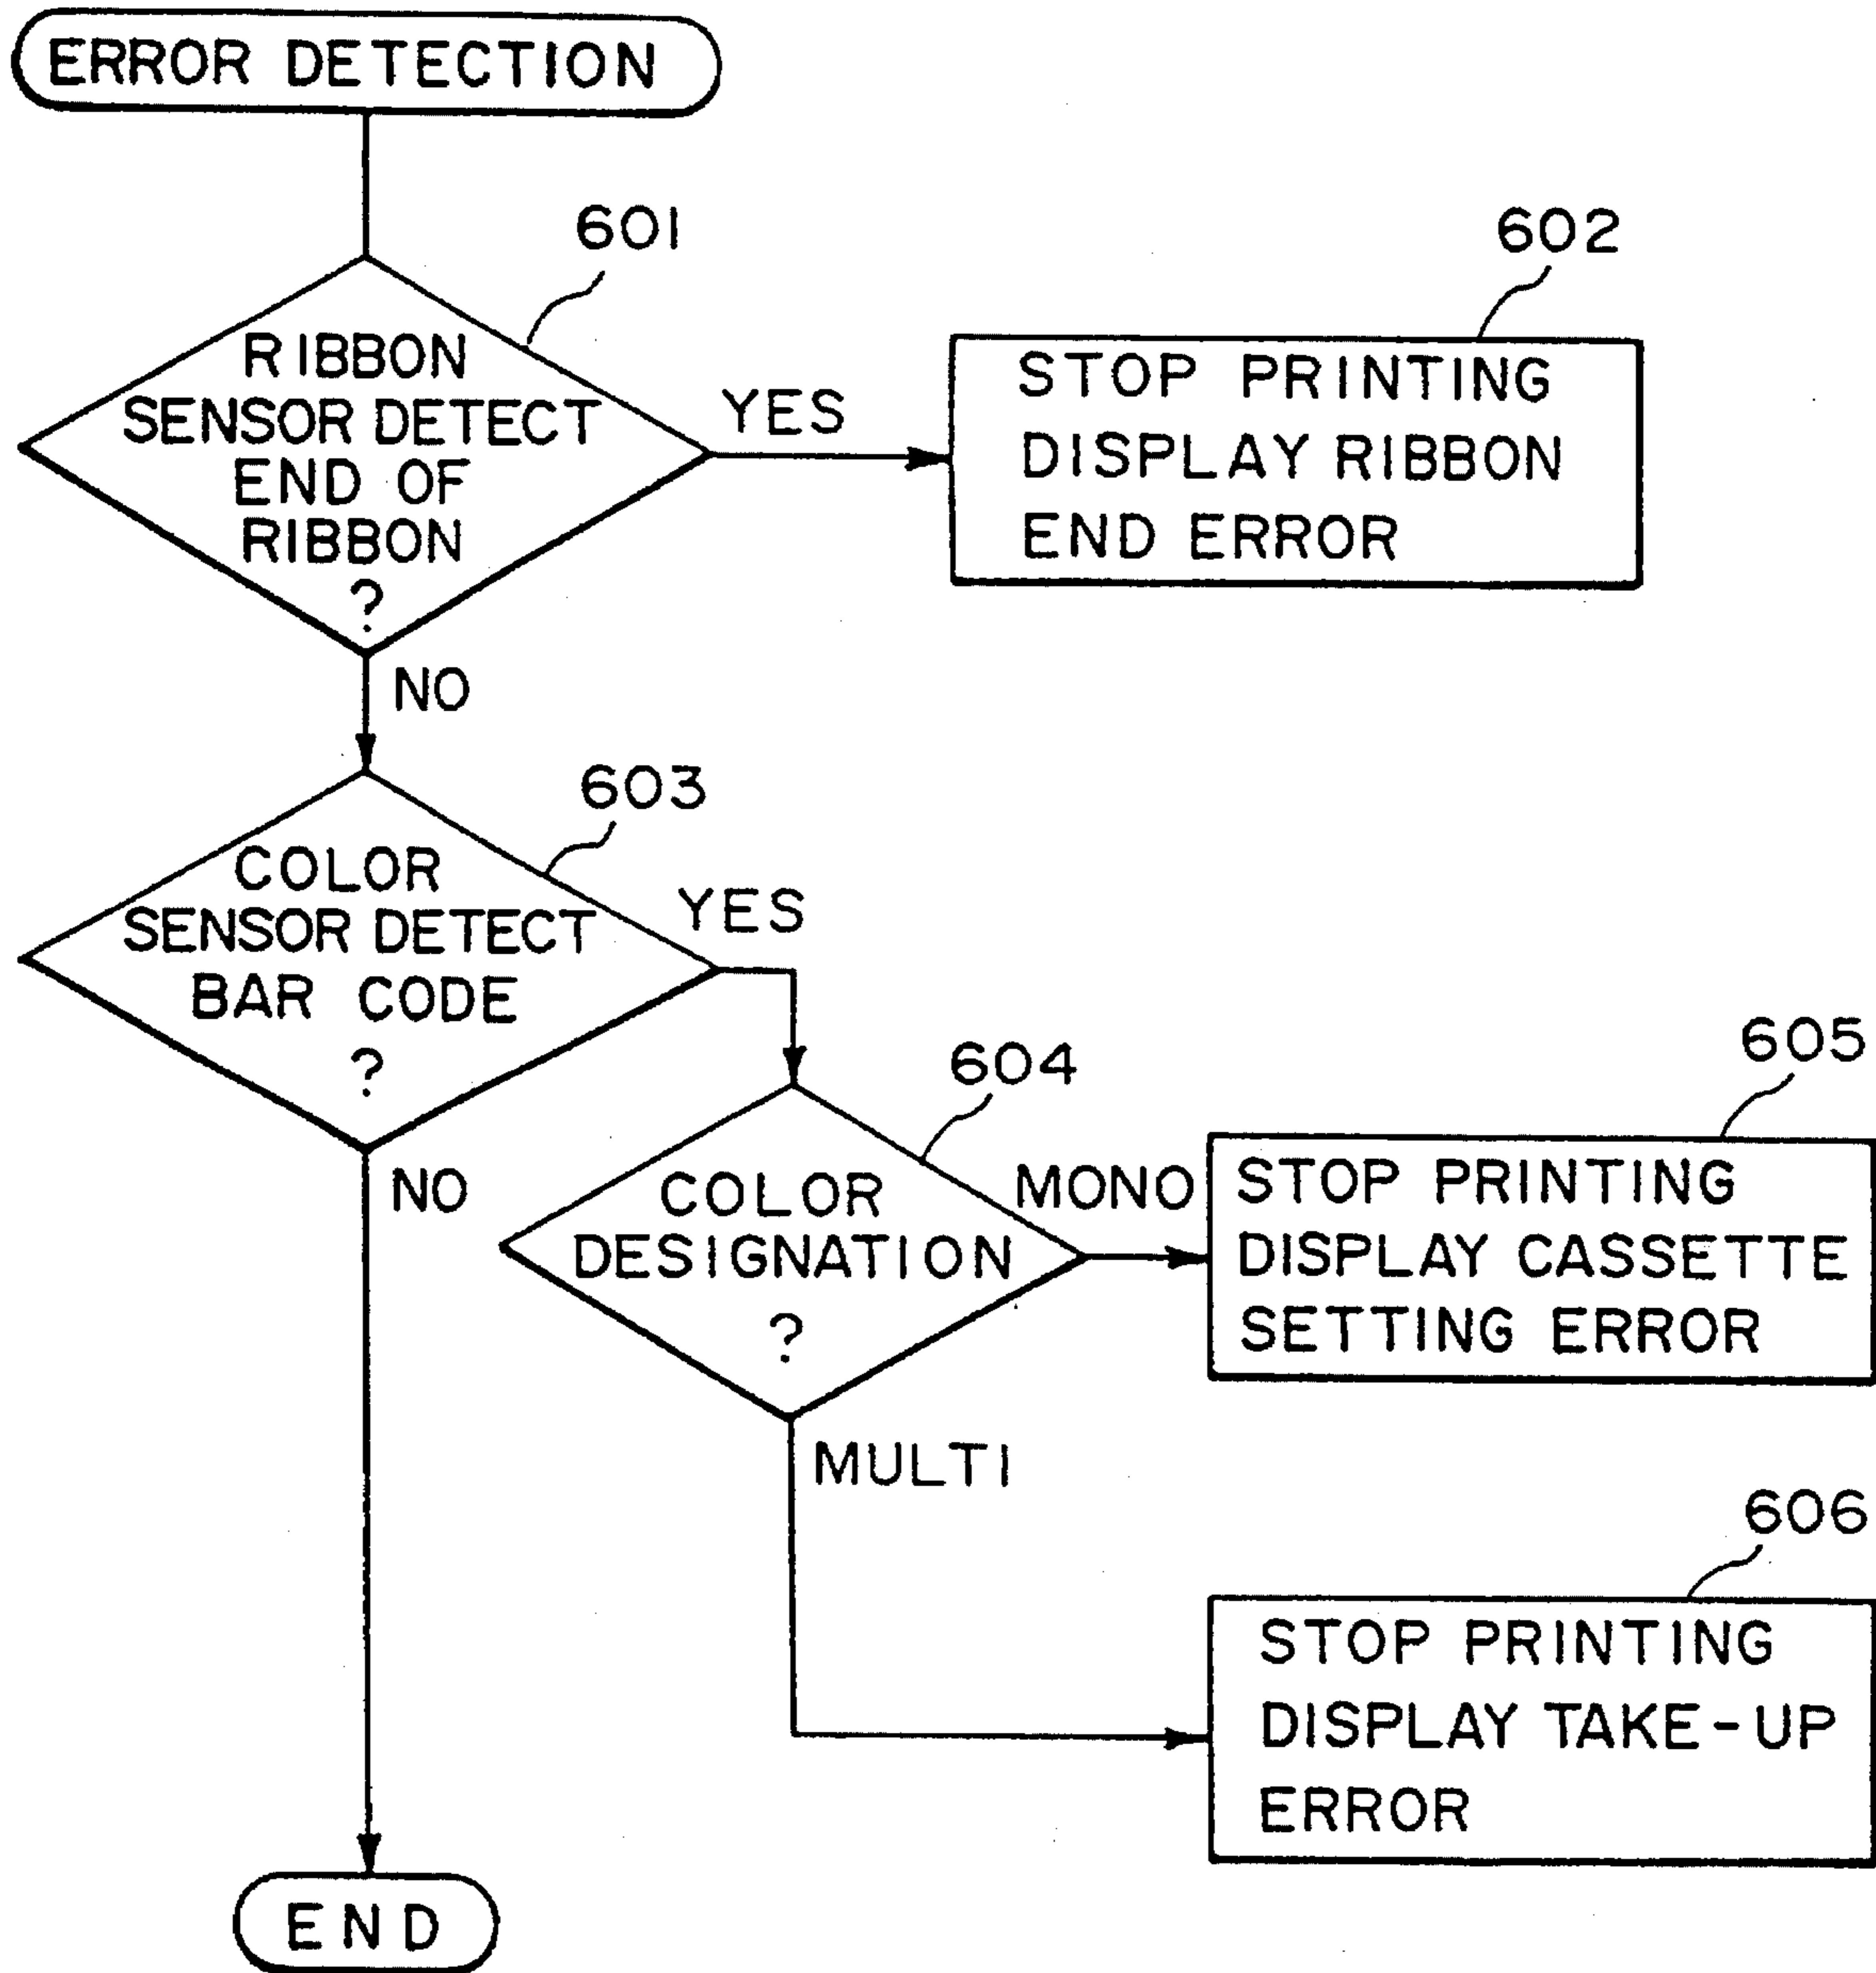 ERROR DETECTION
601
RIBBON
SENSOR DETECT
END OF
RIBBON
?
YES
602
STOP PRINTING
DISPLAY RIBBON
END ERROR
NO
603
COLOR
SENSOR DETECT
BAR CODE
?
YES
NO
604
COLOR
DESIGNATION
?
MONO
605
STOP PRINTING
DISPLAY CASSETTE
SETTING ERROR
MULTI
606
STOP PRINTING
DISPLAY TAKE-UP
ERROR
END